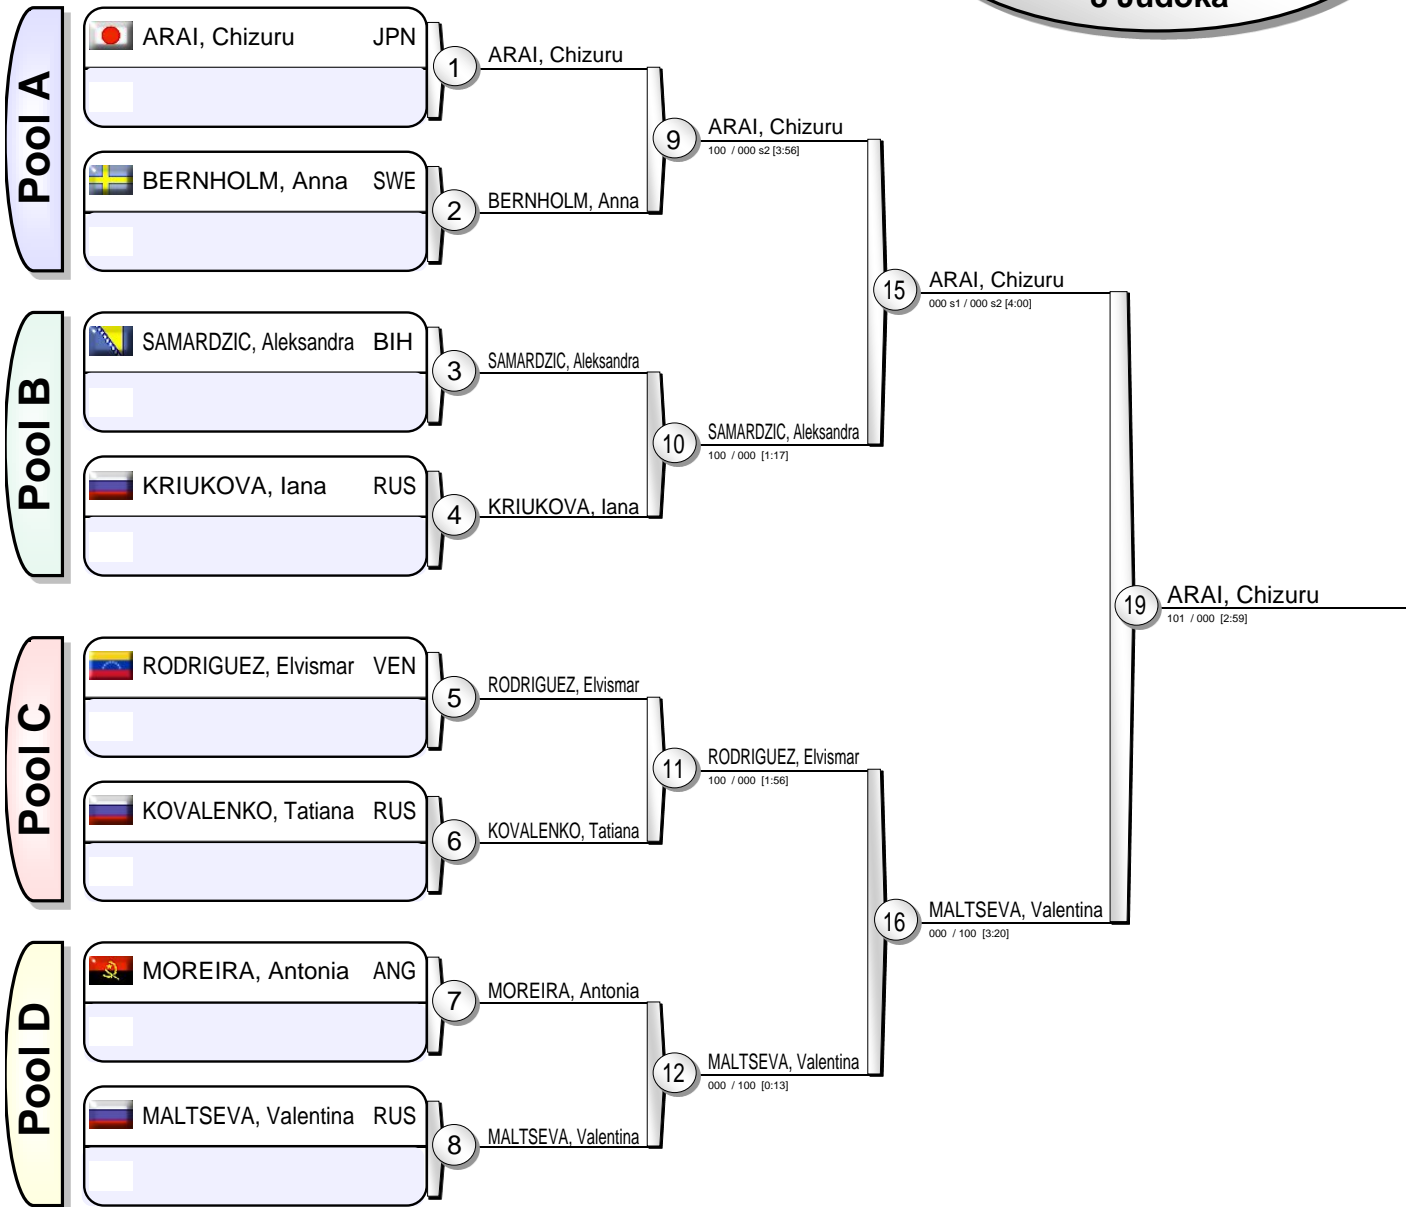 8 Judoka
Pool A
ARAI, Chizuru JPN
BERNHOLM, Anna SWE
1
ARAI, Chizuru
2
BERNHOLM, Anna
9
ARAI, Chizuru
100 / 000 s2 [3:56]
Pool B
SAMARDZIC, Aleksandra BIH
KRIUKOVA, Iana RUS
3
SAMARDZIC, Aleksandra
4
KRIUKOVA, Iana
10
SAMARDZIC, Aleksandra
100 / 000 [1:17]
15
ARAI, Chizuru
000 s1 / 000 s2 [4:00]
Pool C
RODRIGUEZ, Elvismar VEN
KOVALENKO, Tatiana RUS
5
RODRIGUEZ, Elvismar
6
KOVALENKO, Tatiana
11
RODRIGUEZ, Elvismar
100 / 000 [1:56]
Pool D
MOREIRA, Antonia ANG
MALTSEVA, Valentina RUS
7
MOREIRA, Antonia
8
MALTSEVA, Valentina
12
MALTSEVA, Valentina
000 / 100 [0:13]
16
MALTSEVA, Valentina
000 / 100 [3:20]
19
ARAI, Chizuru
101 / 000 [2:59]